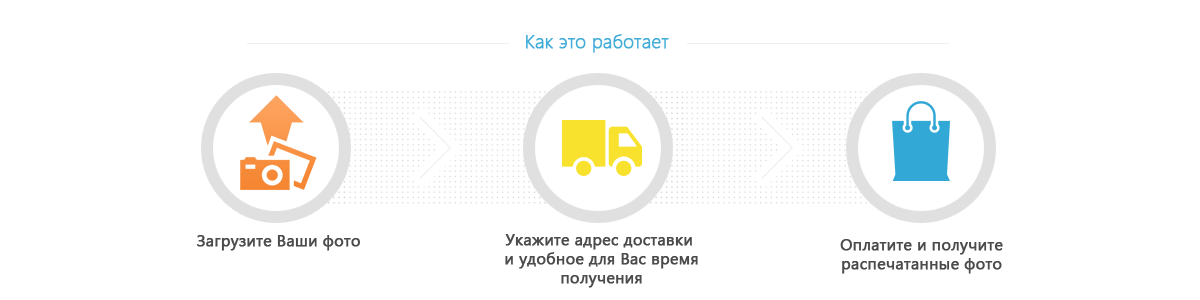 Как это работает
Загрузите Ваши фото
Укажите адрес доставки
и удобное для Вас время
получения
Оплатите и получите
распечатанные фото